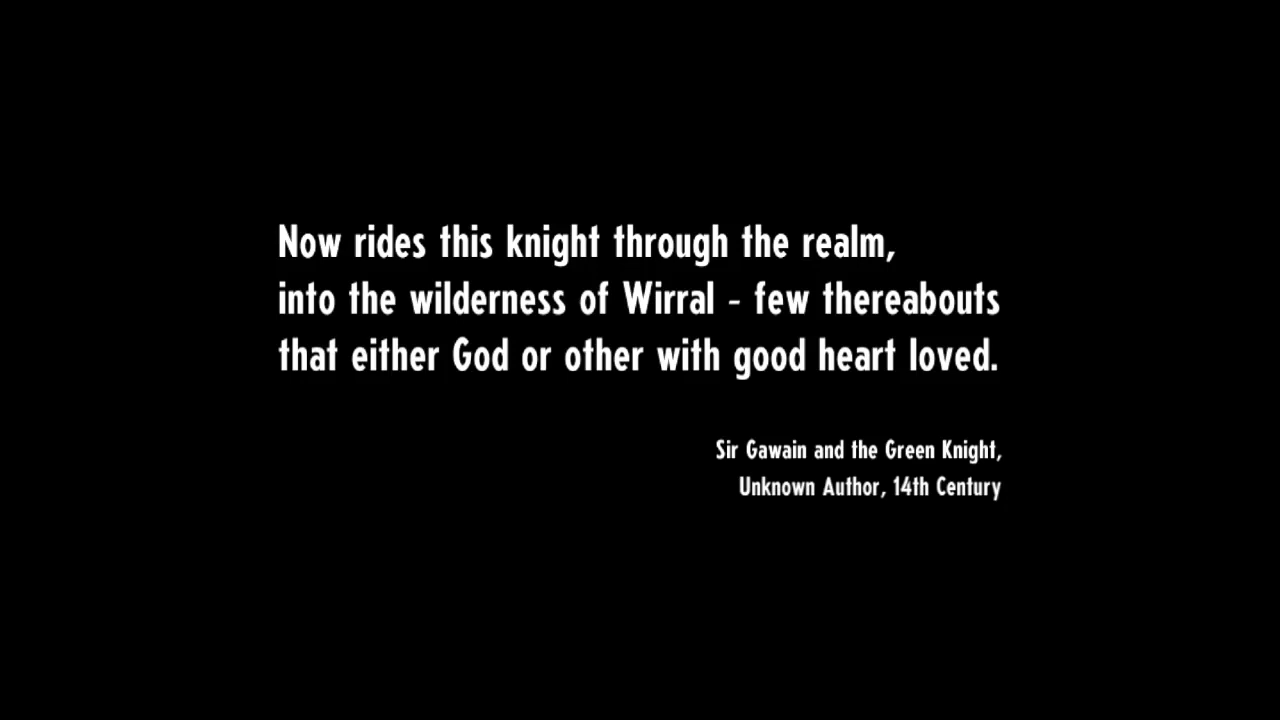 Now rides this knight through the realm,
into the wilderness of Wirral - few thereabouts
that either God or other with good heart loved.
Sir Gawain and the Green Knight,
Unknown Author, 14th Century